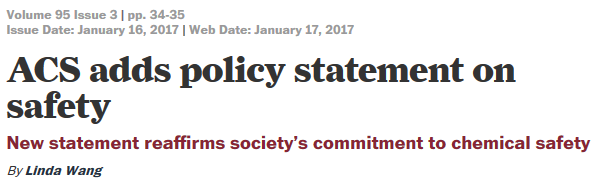 Volume 95 Issue 3 | pp. 34-35
Issue Date: January 16, 2017 | Web Date: January 17, 2017
ACS adds policy statement on
safety
New statement reaffirms society’s commitment to chemical safety
By Linda Wang